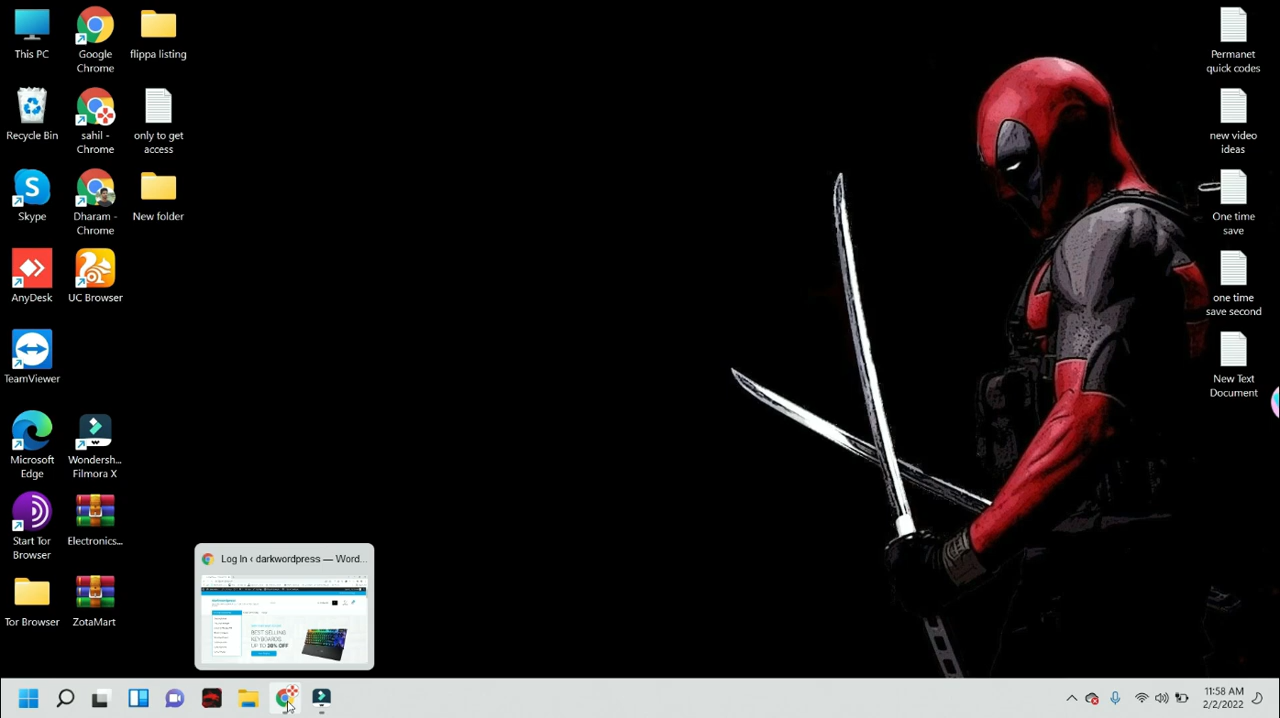 This PC
Google
Chrome
flippa listing
Permanet
quick codes
Recycle Bin
sahil -
Chrome
only to get
access
new video
ideas
Skype
Dharam -
Chrome
New folder
One time
save
AnyDesk
UC Browser
one time
save second
TeamViewer
New Text
Document
Microsoft
Edge
Wondersh...
Filmora X
Start Tor
Browser
Electronics...
Tor Browser
ZotaMart
Log In ‹ darkwordpress — Word...
BEST SELLING
KEYBOARDS
UP TO 30% OFF
11:58 AM
2/2/2022